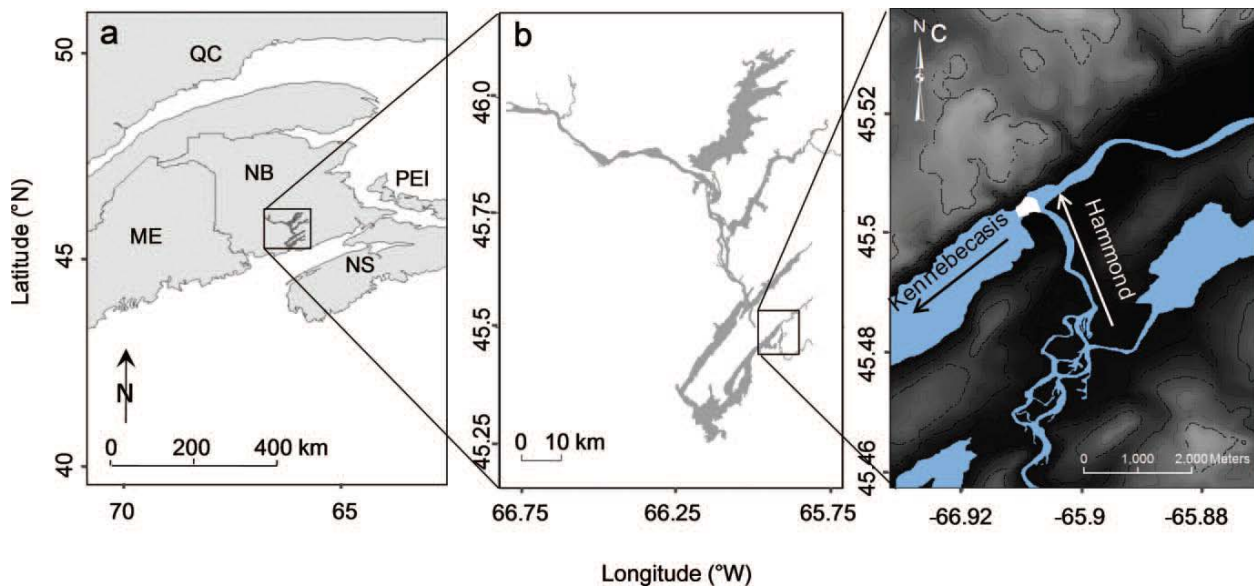 a
QC
NB
PEI
ME
NS
N
0 200 400 km
50
45
40
70
65
Latitude (°N)
b
46.0
45.75
45.5
45.25
0 10 km
66.75
66.25
65.75
Longitude (°W)
N
C
Kennebecasis
Hammond
45.52
45.5
45.48
45.46
0 1,000 2,000 Meters
-66.92
-65.9
-65.88